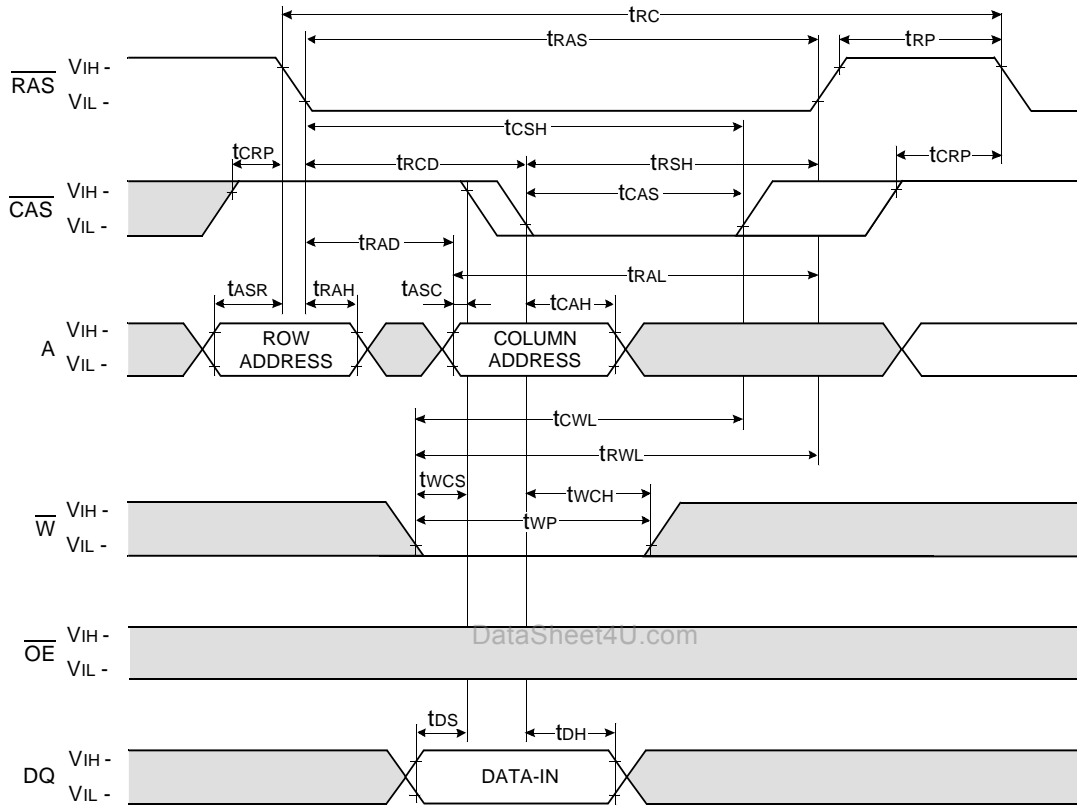 tRC
tRAS tRP
RAS VIH -
VIL -
tCSH
tCRP tRCD tRSH tCRP
CAS VIH -
VIL -
tCAS
tRAD
tRAL
tASR tRAH tASC tCAH
A VIH -
VIL -
ROW ADDRESS
COLUMN ADDRESS
tCWL
tRWL
tWCS tWCH
W VIH -
VIL -
tWP
OE VIH -
VIL -
DataSheet4U.com
tDS tDH
DQ VIH -
VIL -
DATA-IN